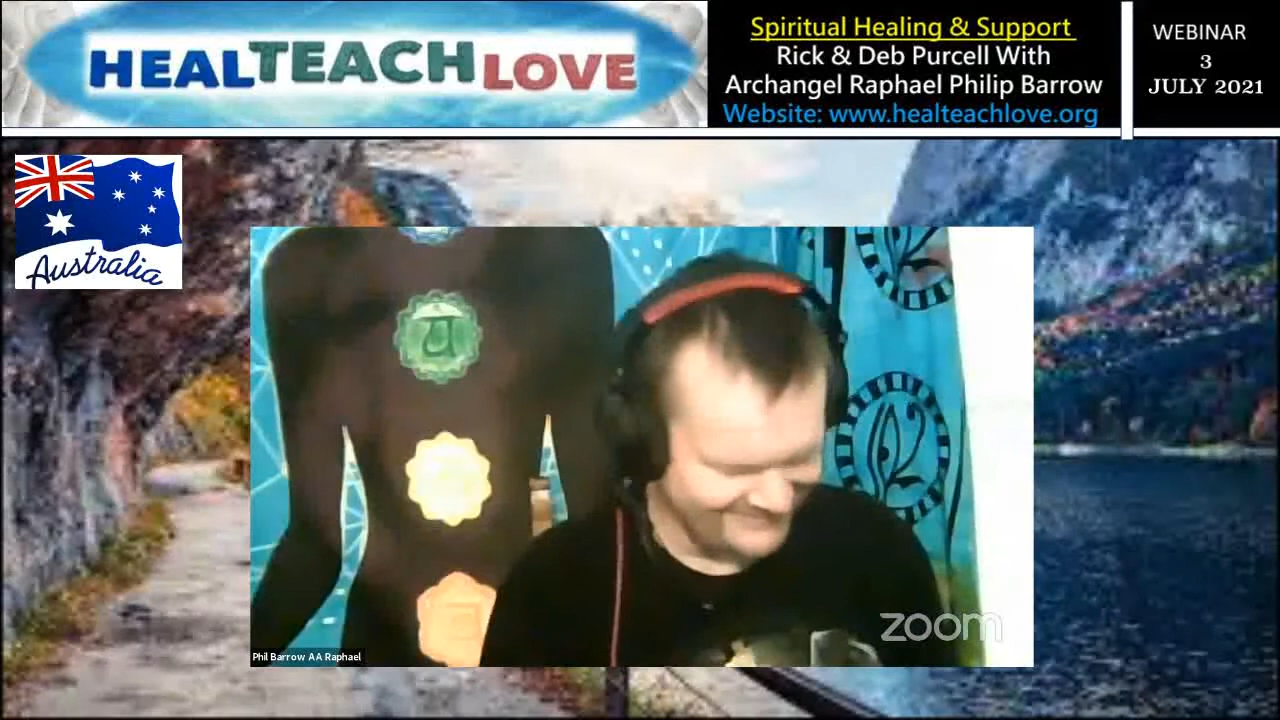 HEALTEACHLOVE
Spiritual Healing & Support
Rick & Deb Purcell With
Archangel Raphael Philip Barrow
Website: www.healteachlove.org
WEBINAR
3
JULY 2021
Australia
zoom
Phil Barrow AA Raphael